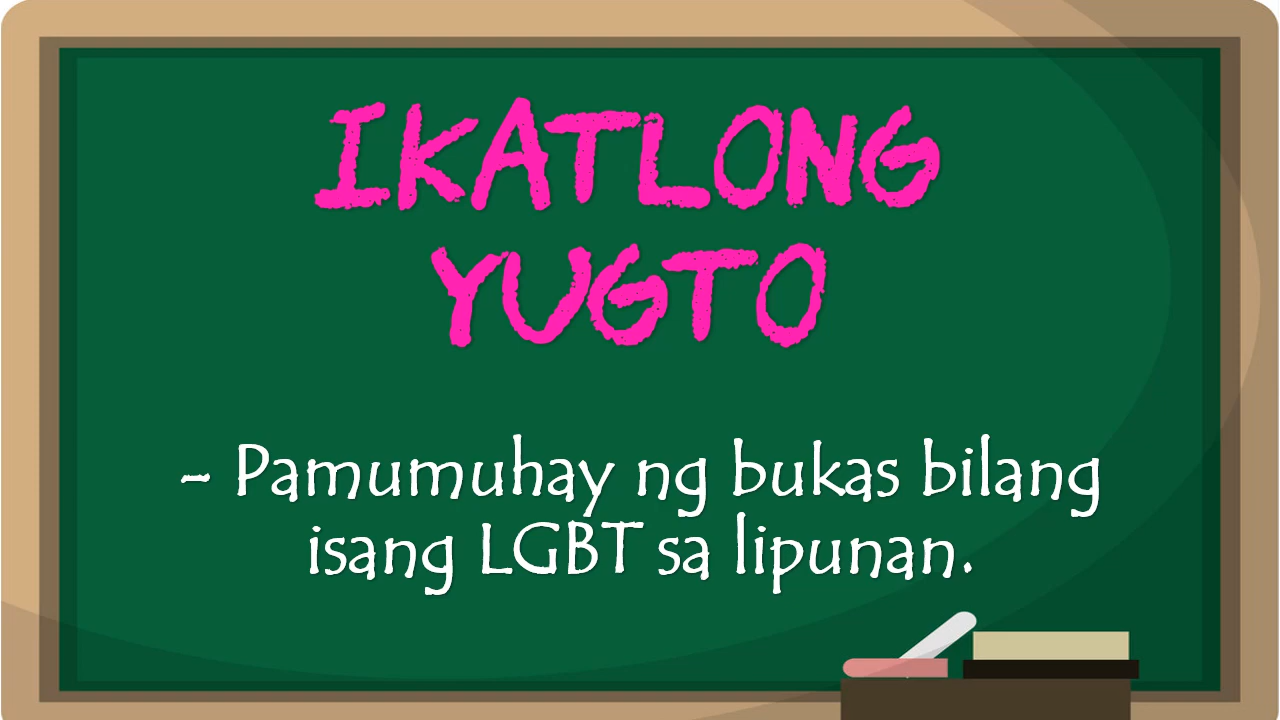 IKATLONG
YUGTO
- Pamumuhay ng bukas bilang
isang LGBT sa lipunan.